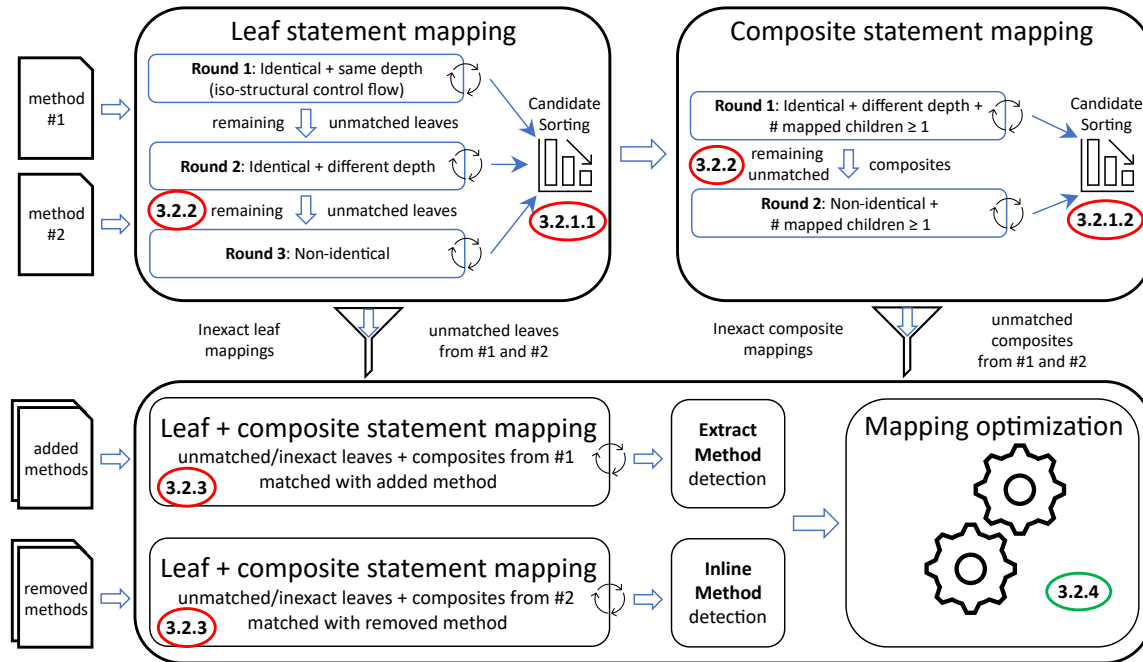 Leaf statement mapping
method
#1
Round 1: Identical + same depth
(iso-structural control flow)
remaining unmatched leaves
Round 2: Identical + different depth
method
#2
3.2.2 remaining unmatched leaves
Round 3: Non-identical
Candidate
Sorting
3.2.1.1
Composite statement mapping
Round 1: Identical + different depth +
# mapped children ≥ 1
3.2.2 remaining composites
unmatched
Round 2: Non-identical +
# mapped children ≥ 1
Candidate
Sorting
3.2.1.2
Inexact leaf
mappings
unmatched leaves
from #1 and #2
Inexact composite
mappings
unmatched
composites
from #1 and #2
added
methods
Leaf + composite statement mapping
unmatched/inexact leaves + composites from #1
matched with added method
3.2.3
Extract
Method
detection
removed
methods
Leaf + composite statement mapping
unmatched/inexact leaves + composites from #2
matched with removed method
3.2.3
Inline
Method
detection
Mapping optimization
3.2.4